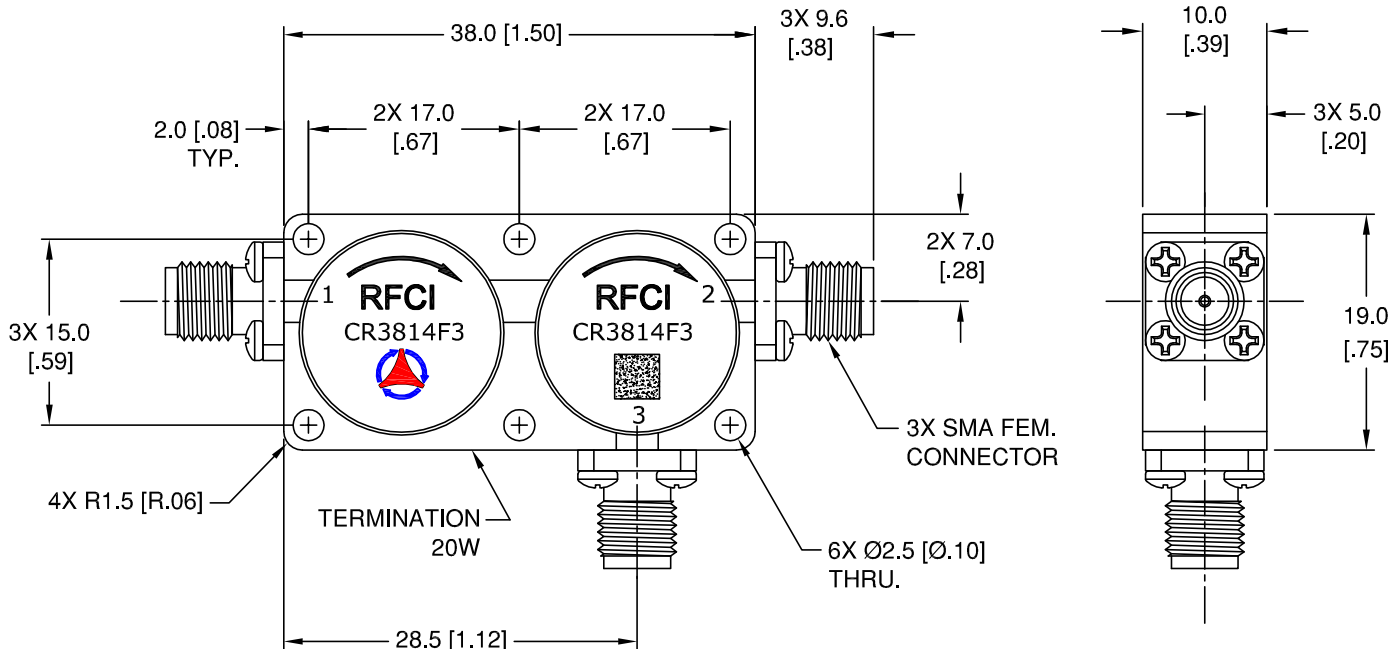 38.0 [1.50]
3X 9.6
[.38]
10.0
[.39]
2.0 [.08]
TYP.
2X 17.0
[.67]
2X 17.0
[.67]
3X 5.0
[.20]
2X 7.0
[.28]
3X 15.0
[.59]
19.0
[.75]
1
RFCI
CR3814F3
RFCI
2
CR3814F3
3
3X SMA FEM.
CONNECTOR
4X R1.5 [R.06]
TERMINATION
20W
6X Ø2.5 [Ø.10]
THRU.
28.5 [1.12]